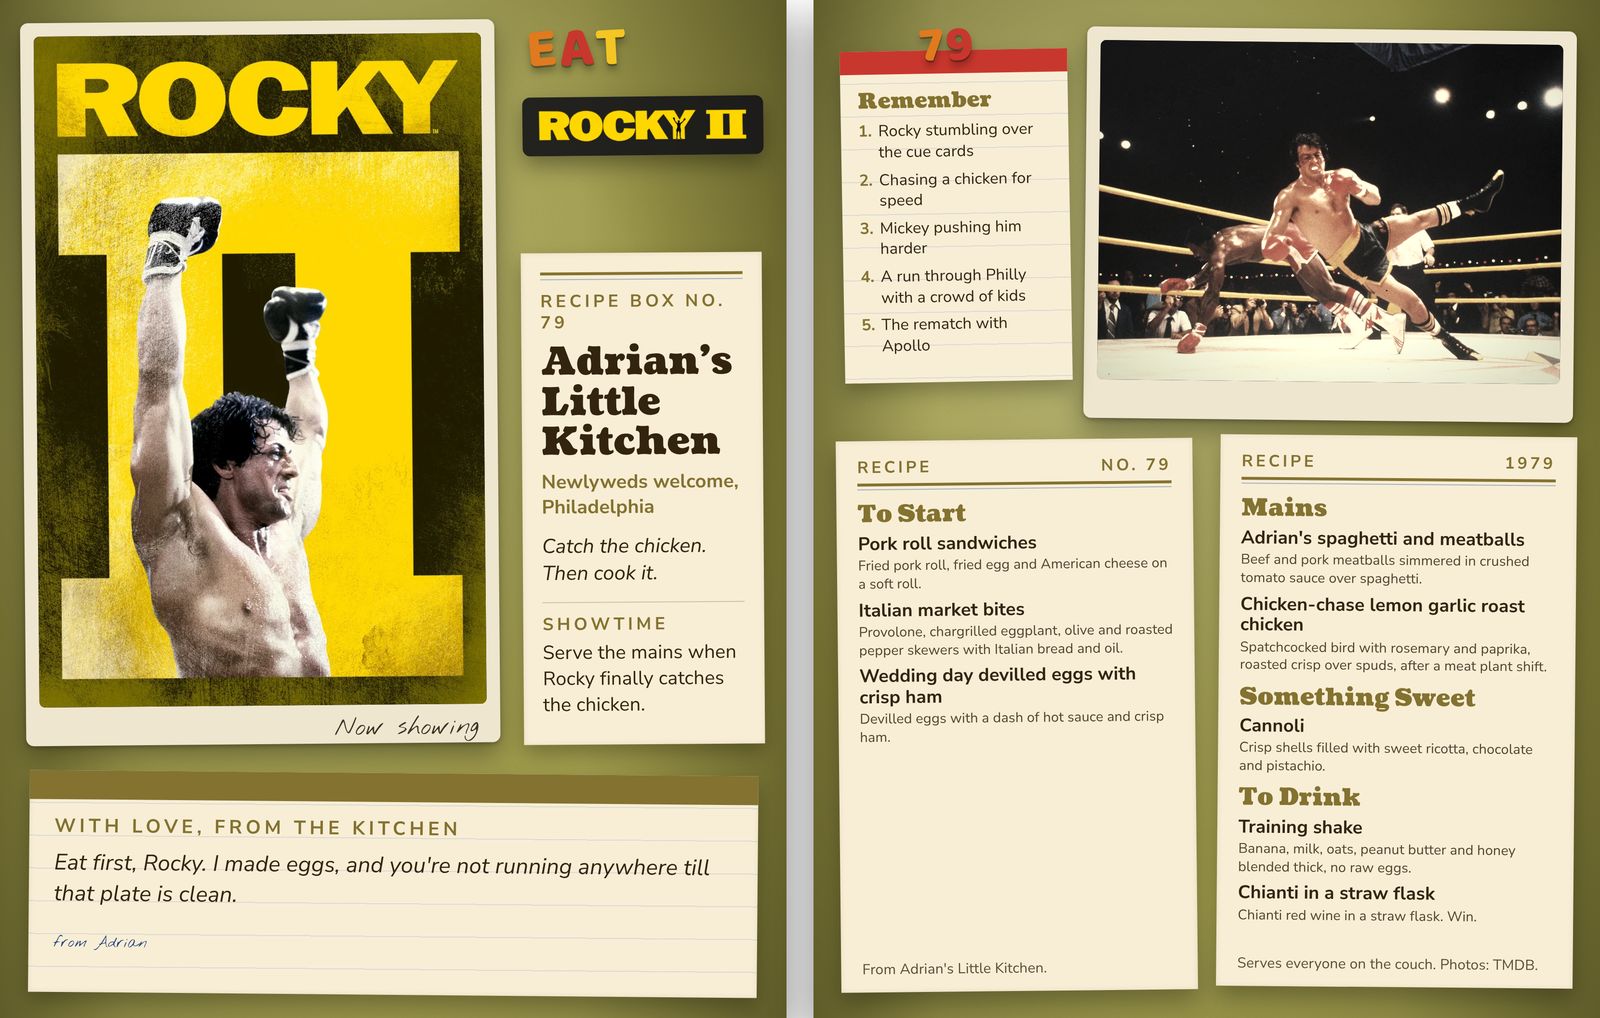 ROCKY
II
TM
Now showing
EAT
ROCKY II
RECIPE BOX NO.
79
Adrian’s
Little
Kitchen
Newlyweds welcome,
Philadelphia
Catch the chicken.
Then cook it.
SHOWTIME
Serve the mains when
Rocky finally catches
the chicken.
WITH LOVE, FROM THE KITCHEN
Eat first, Rocky. I made eggs, and you're not running anywhere till
that plate is clean.
from Adrian
79
Remember
1. Rocky stumbling over
the cue cards
2. Chasing a chicken for
speed
3. Mickey pushing him
harder
4. A run through Philly
with a crowd of kids
5. The rematch with
Apollo
RECIPE NO. 79
To Start
Pork roll sandwiches
Fried pork roll, fried egg and American cheese on
a soft roll.
Italian market bites
Provolone, chargrilled eggplant, olive and roasted
pepper skewers with Italian bread and oil.
Wedding day devilled eggs with
crisp ham
Devilled eggs with a dash of hot sauce and crisp
ham.
From Adrian's Little Kitchen.
RECIPE 1979
Mains
Adrian's spaghetti and meatballs
Beef and pork meatballs simmered in crushed
tomato sauce over spaghetti.
Chicken-chase lemon garlic roast
chicken
Spatchcocked bird with rosemary and paprika,
roasted crisp over spuds, after a meat plant shift.
Something Sweet
Cannoli
Crisp shells filled with sweet ricotta, chocolate
and pistachio.
To Drink
Training shake
Banana, milk, oats, peanut butter and honey
blended thick, no raw eggs.
Chianti in a straw flask
Chianti red wine in a straw flask. Win.
Serves everyone on the couch. Photos: TMDB.